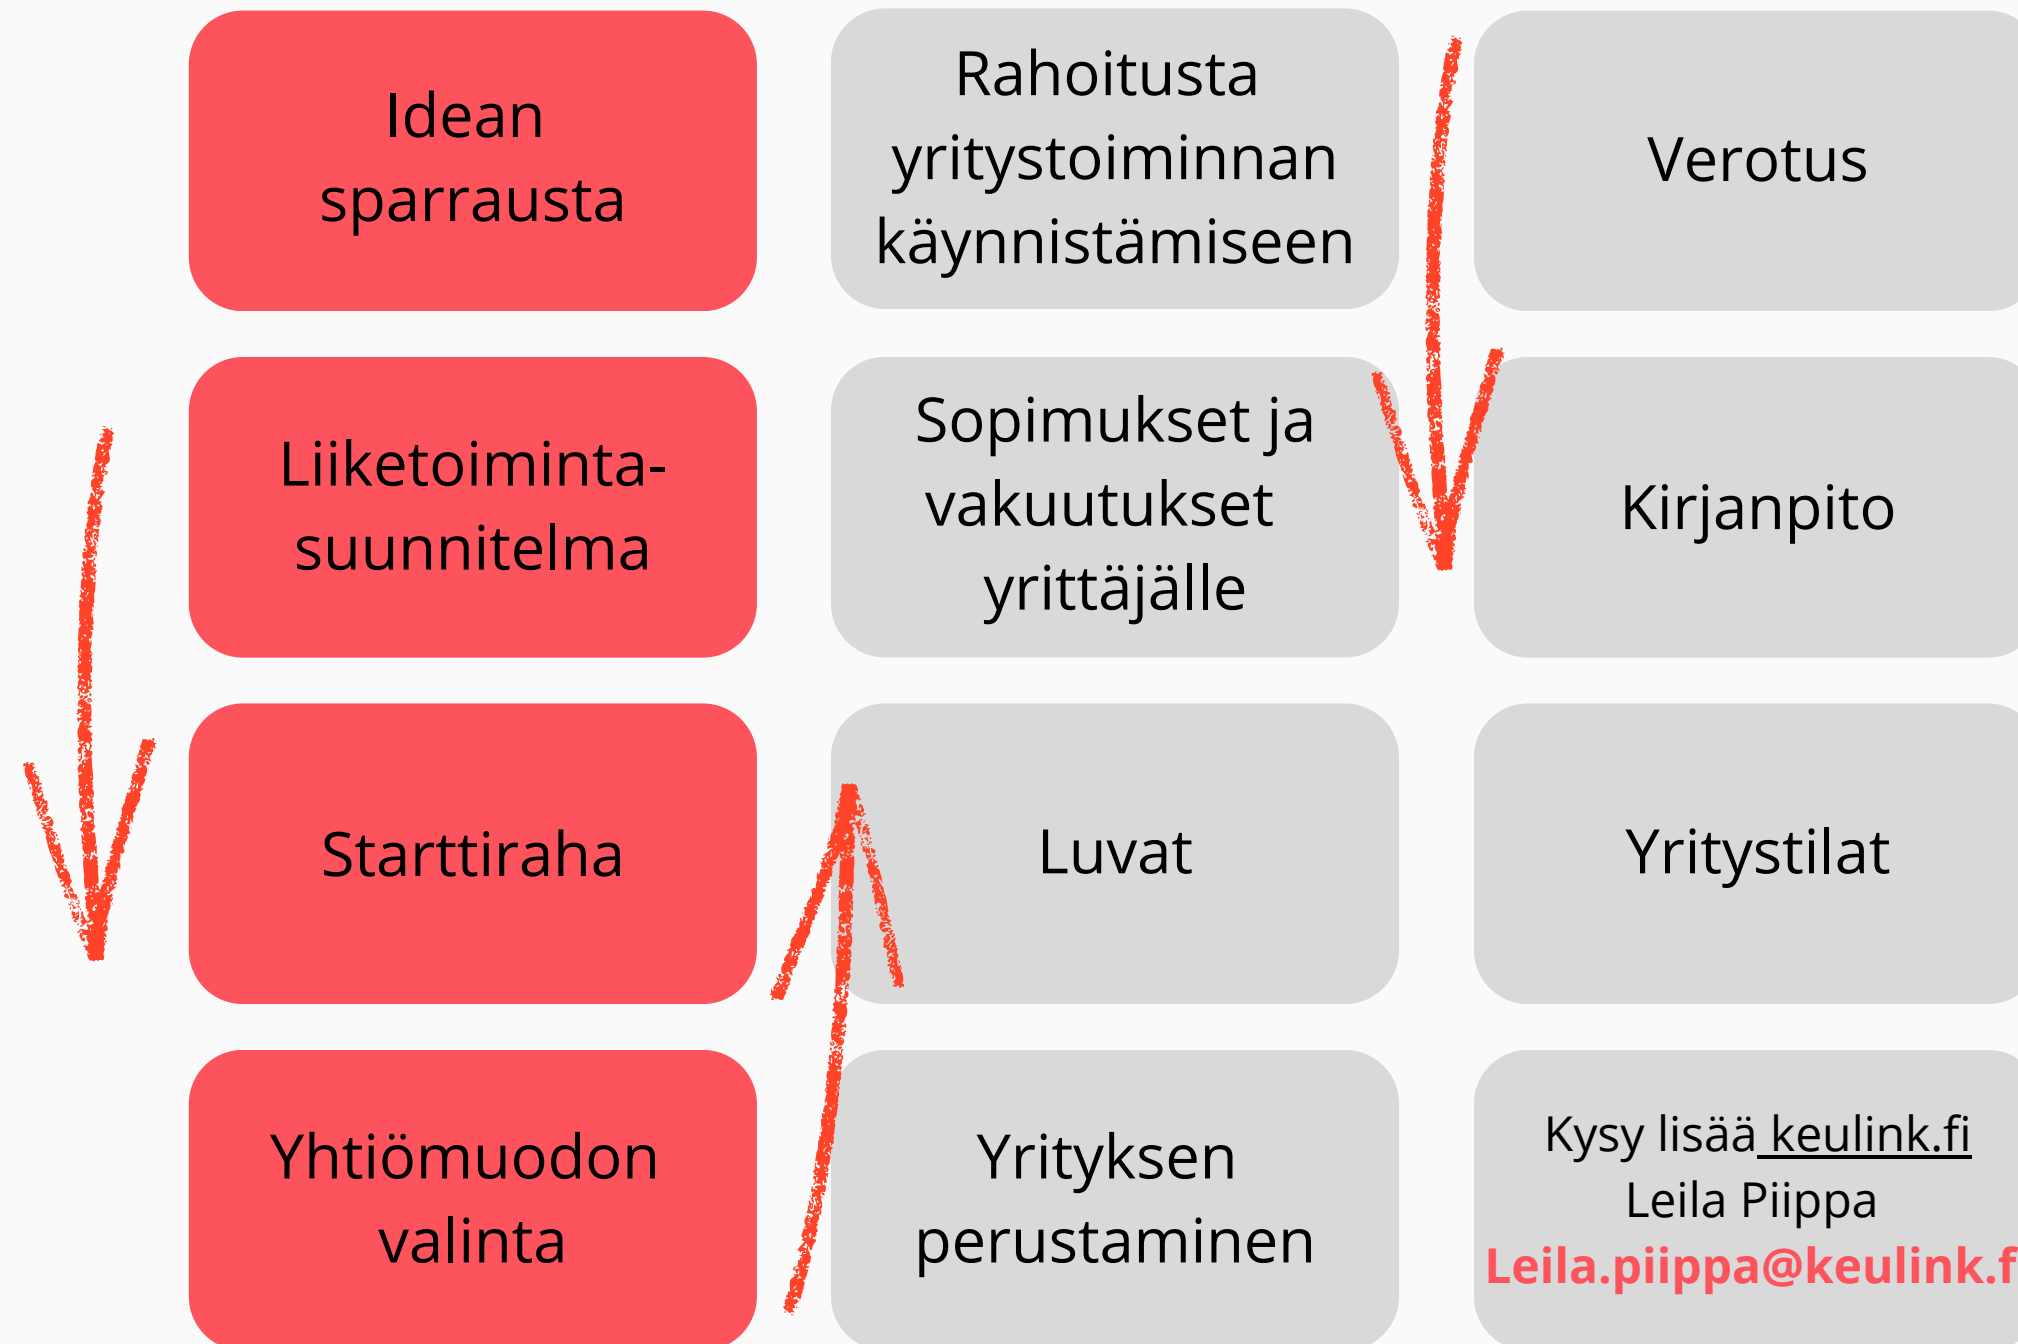 Idean
sparrausta
Liiketoiminta-
suunnitelma
Starttiraha
Yhtiömuodon
valinta
Rahoitusta
yritystoiminnan
käynnistämiseen
Sopimukset ja
vakuutukset
yrittäjälle
Luvat
Yrityksen
perustaminen
Verotus
Kirjanpito
Yritystilat
Kysy lisää keulink.fi
Leila Piippa
Leila.piippa@keulink.f